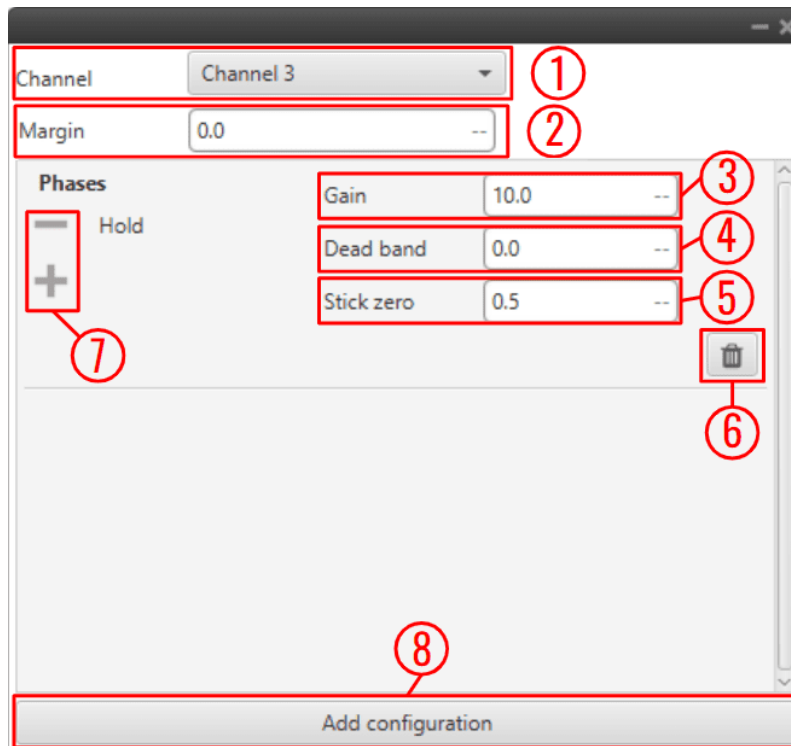 Channel Channel 3 1
Margin 0.0 -- 2
Phases
Gain 10.0 -- 3
Hold
Dead band 0.0 -- 4
Stick zero 0.5 -- 5
7
6
8
Add configuration